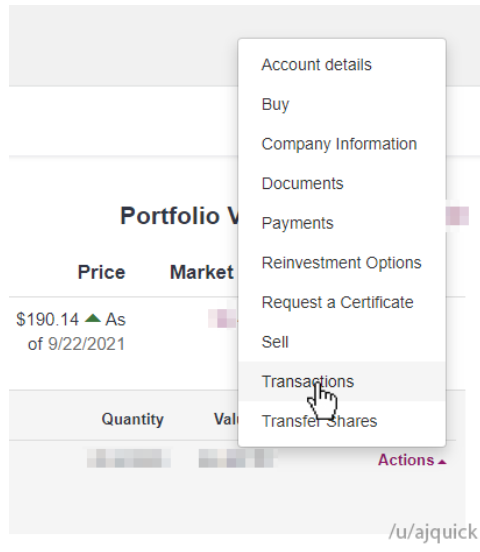 Account details
Buy
Company Information
Documents
Portfolio V
Payments
Price Market
Reinvestment Options
Request a Certificate
$190.14 As
of 9/22/2021
Sell
Transactions
Quantity Val
Transfer Shares
Actions
/u/ajquick